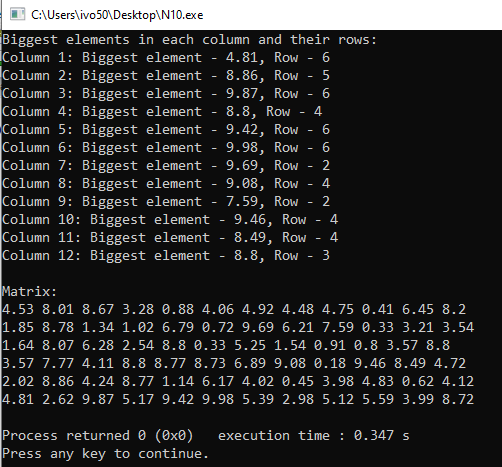 C:\Users\ivo50\Desktop\N10.exe
Biggest elements in each column and their rows:
Column 1: Biggest element - 4.81, Row - 6
Column 2: Biggest element - 8.86, Row - 5
Column 3: Biggest element - 9.87, Row - 6
Column 4: Biggest element - 8.8, Row - 4
Column 5: Biggest element - 9.42, Row - 6
Column 6: Biggest element - 9.98, Row - 6
Column 7: Biggest element - 9.69, Row - 2
Column 8: Biggest element - 9.08, Row - 4
Column 9: Biggest element - 7.59, Row - 2
Column 10: Biggest element - 9.46, Row - 4
Column 11: Biggest element - 8.49, Row - 4
Column 12: Biggest element - 8.8, Row - 3
Matrix:
4.53 8.01 8.67 3.28 0.88 4.06 4.92 4.48 4.75 0.41 6.45 8.2
1.85 8.78 1.34 1.02 6.79 0.72 9.69 6.21 7.59 0.33 3.21 3.54
1.64 8.07 6.28 2.54 8.8 0.33 5.25 1.54 0.91 0.8 3.57 8.8
3.57 7.77 4.11 8.8 8.77 8.73 6.89 9.08 0.18 9.46 8.49 4.72
2.02 8.86 4.24 8.77 1.14 6.17 4.02 0.45 3.98 4.83 0.62 4.12
4.81 2.62 9.87 5.17 9.42 9.98 5.39 2.98 5.12 5.59 3.99 8.72
Process returned 0 (0x0)   execution time : 0.347 s
Press any key to continue.